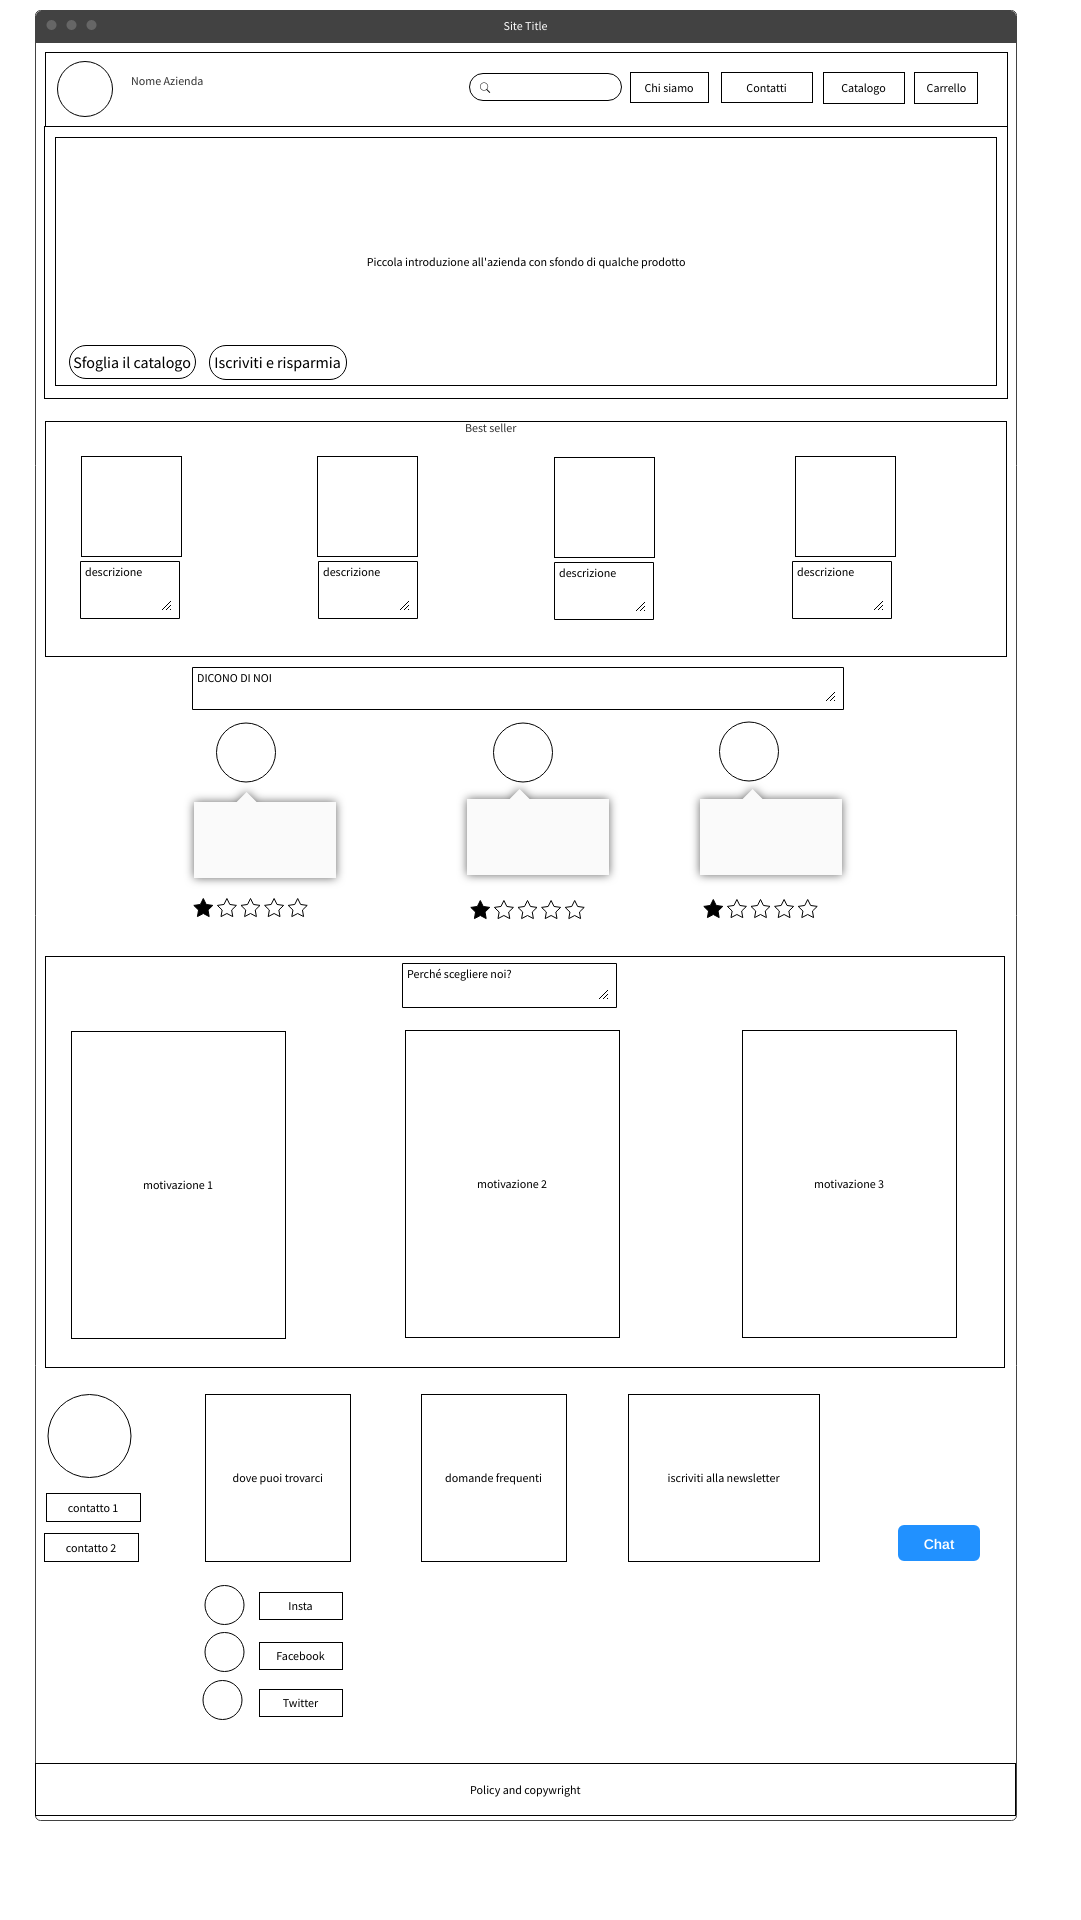 Site Title
Nome Azienda
Chi siamo
Contatti
Catalogo
Carrello
Piccola introduzione all'azienda con sfondo di qualche prodotto
Sfoglia il catalogo
Iscriviti e risparmia
Best seller
descrizione
descrizione
descrizione
descrizione
DICONO DI NOI
Perché scegliere noi?
motivazione 1
motivazione 2
motivazione 3
dove puoi trovarci
domande frequenti
iscriviti alla newsletter
contatto 1
contatto 2
Chat
Insta
Facebook
Twitter
Policy and copywright